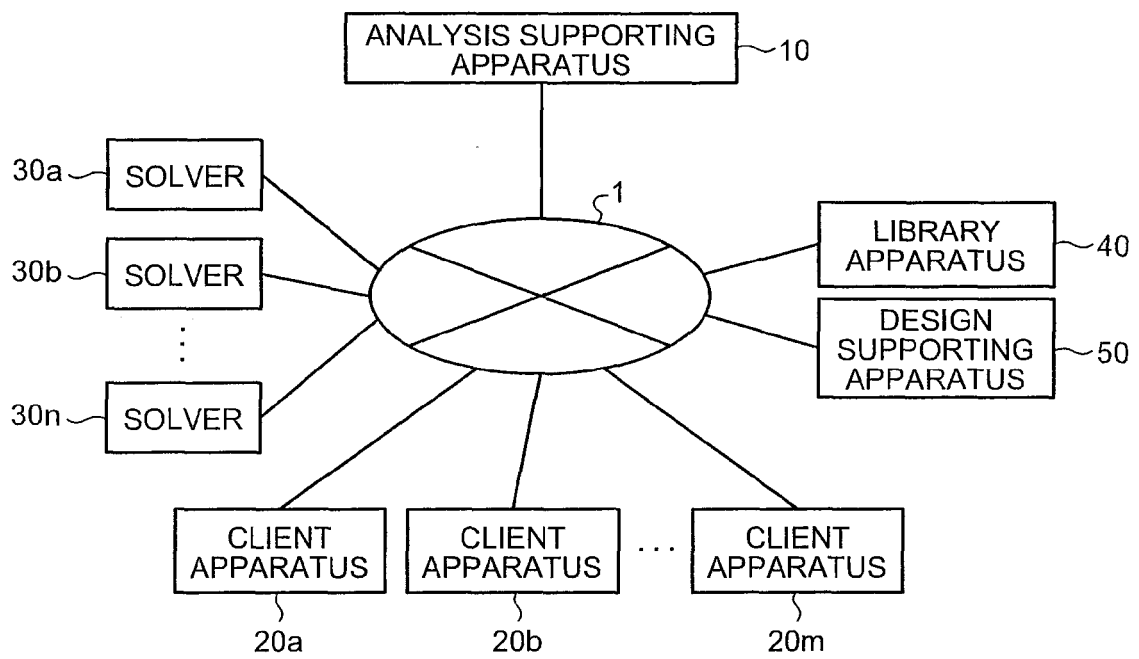 ANALYSIS SUPPORTING
APPARATUS
10
30a
SOLVER
1
30b
SOLVER
LIBRARY
APPARATUS
40
DESIGN
SUPPORTING
APPARATUS
50
30n
SOLVER
CLIENT
APPARATUS
CLIENT
APPARATUS
...
CLIENT
APPARATUS
20a
20b
20m